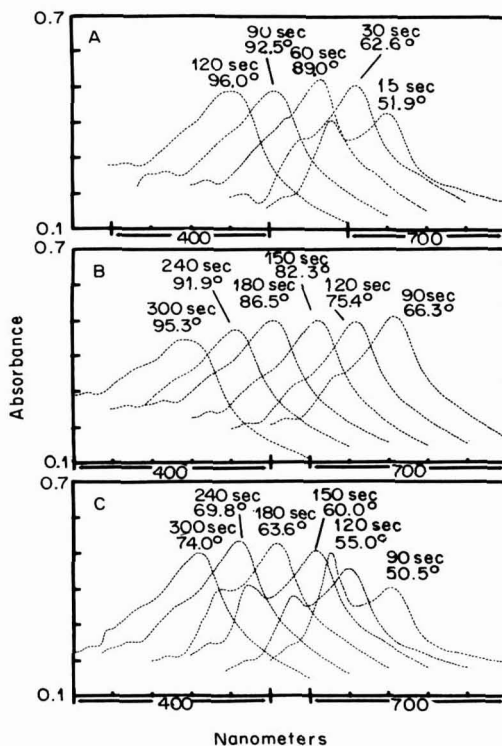 0.7
A
90 sec
92.5°
30 sec
62.6°
120 sec
96.0°
60 sec
89.0°
15 sec
51.9°
0.1
400
700
0.7
B
150 sec
82.3°
240 sec
91.9°
180 sec
86.5°
120 sec
75.4°
90 sec
66.3°
300 sec
95.3°
Absorbance
0.1
400
700
0.7
C
240 sec
69.8°
150 sec
60.0°
180 sec
63.6°
300 sec
74.0°
120 sec
55.0°
90 sec
50.5°
0.1
400
700
Nanometers